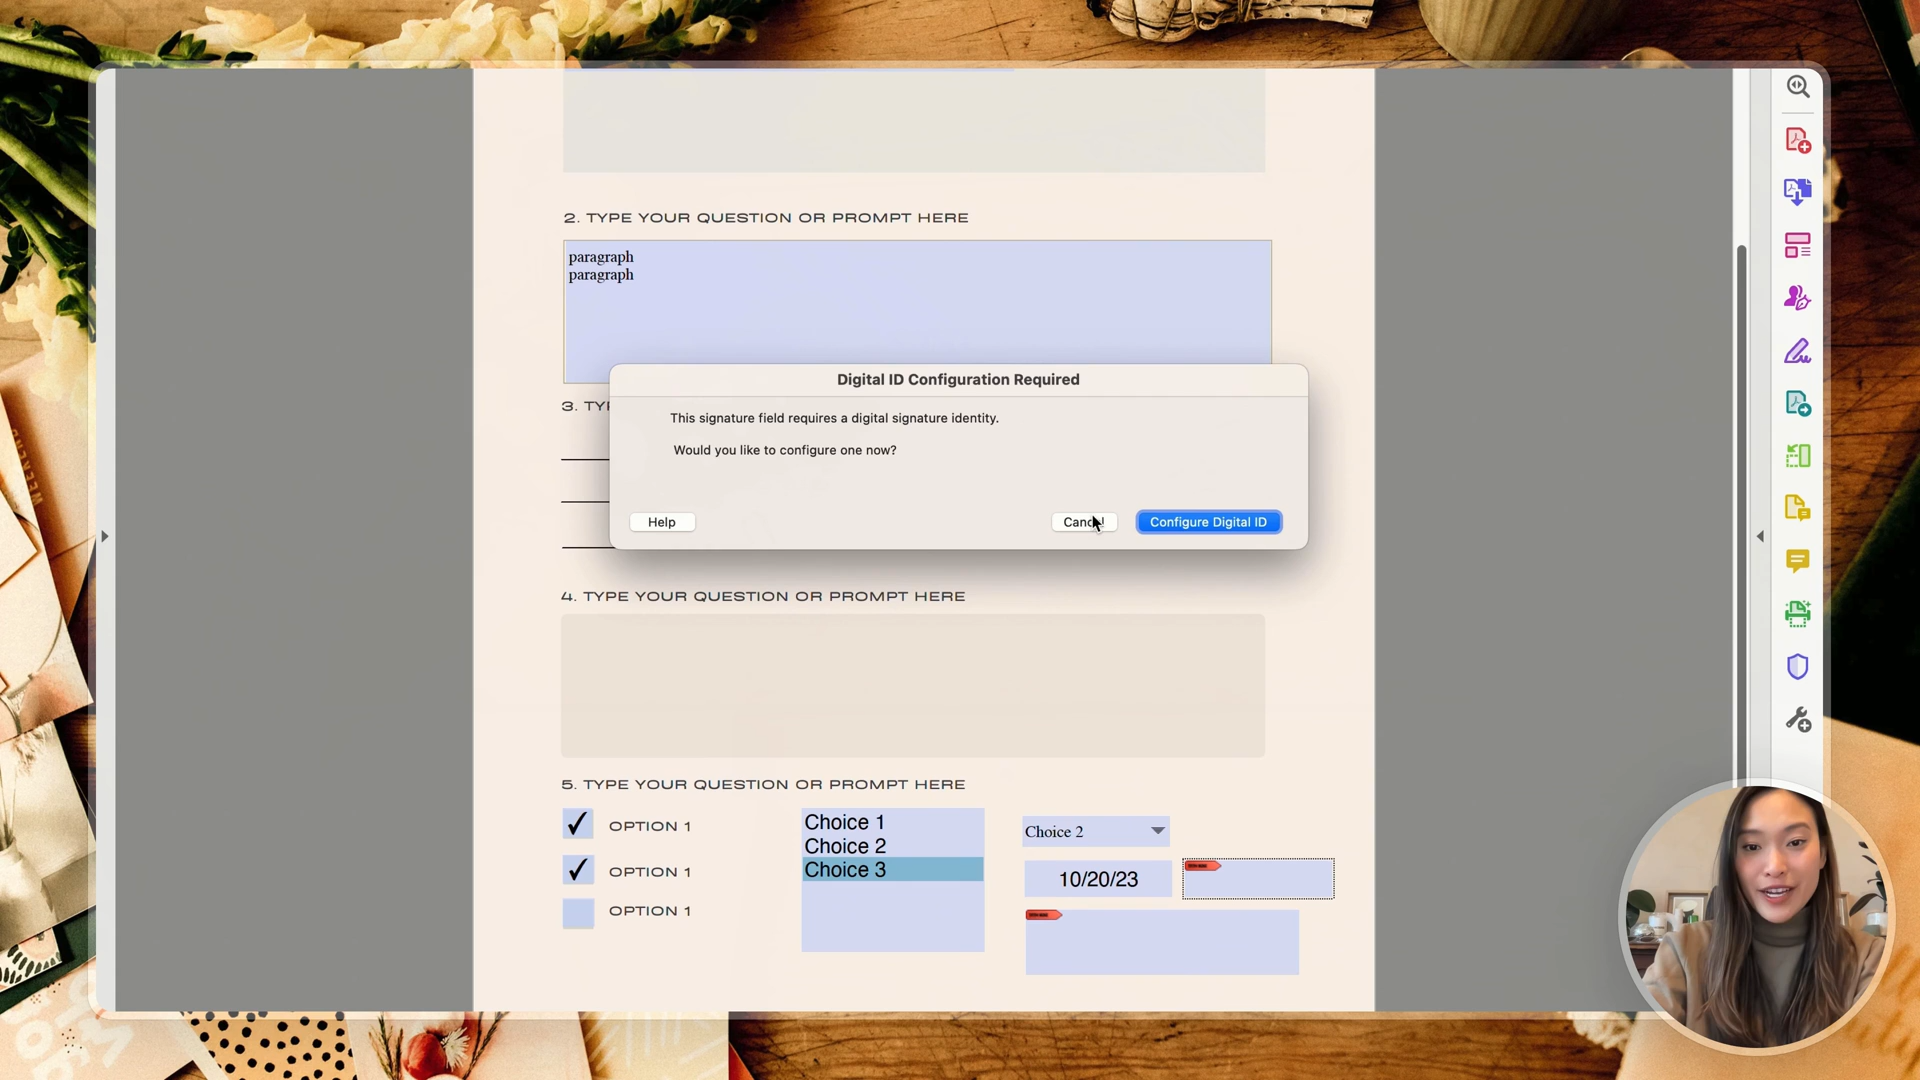 2. TYPE YOUR QUESTION OR PROMPT HERE
paragraph
paragraph
Digital ID Configuration Required
This signature field requires a digital signature identity.
Would you like to configure one now?
Help
Configure Digital ID
3.
4. TYPE YOUR QUESTION OR PROMPT HERE
5. TYPE YOUR QUESTION OR PROMPT HERE
OPTION 1
OPTION 1
OPTION 1
Choice 1
Choice 2
Choice 3
Choice 2
10/20/23